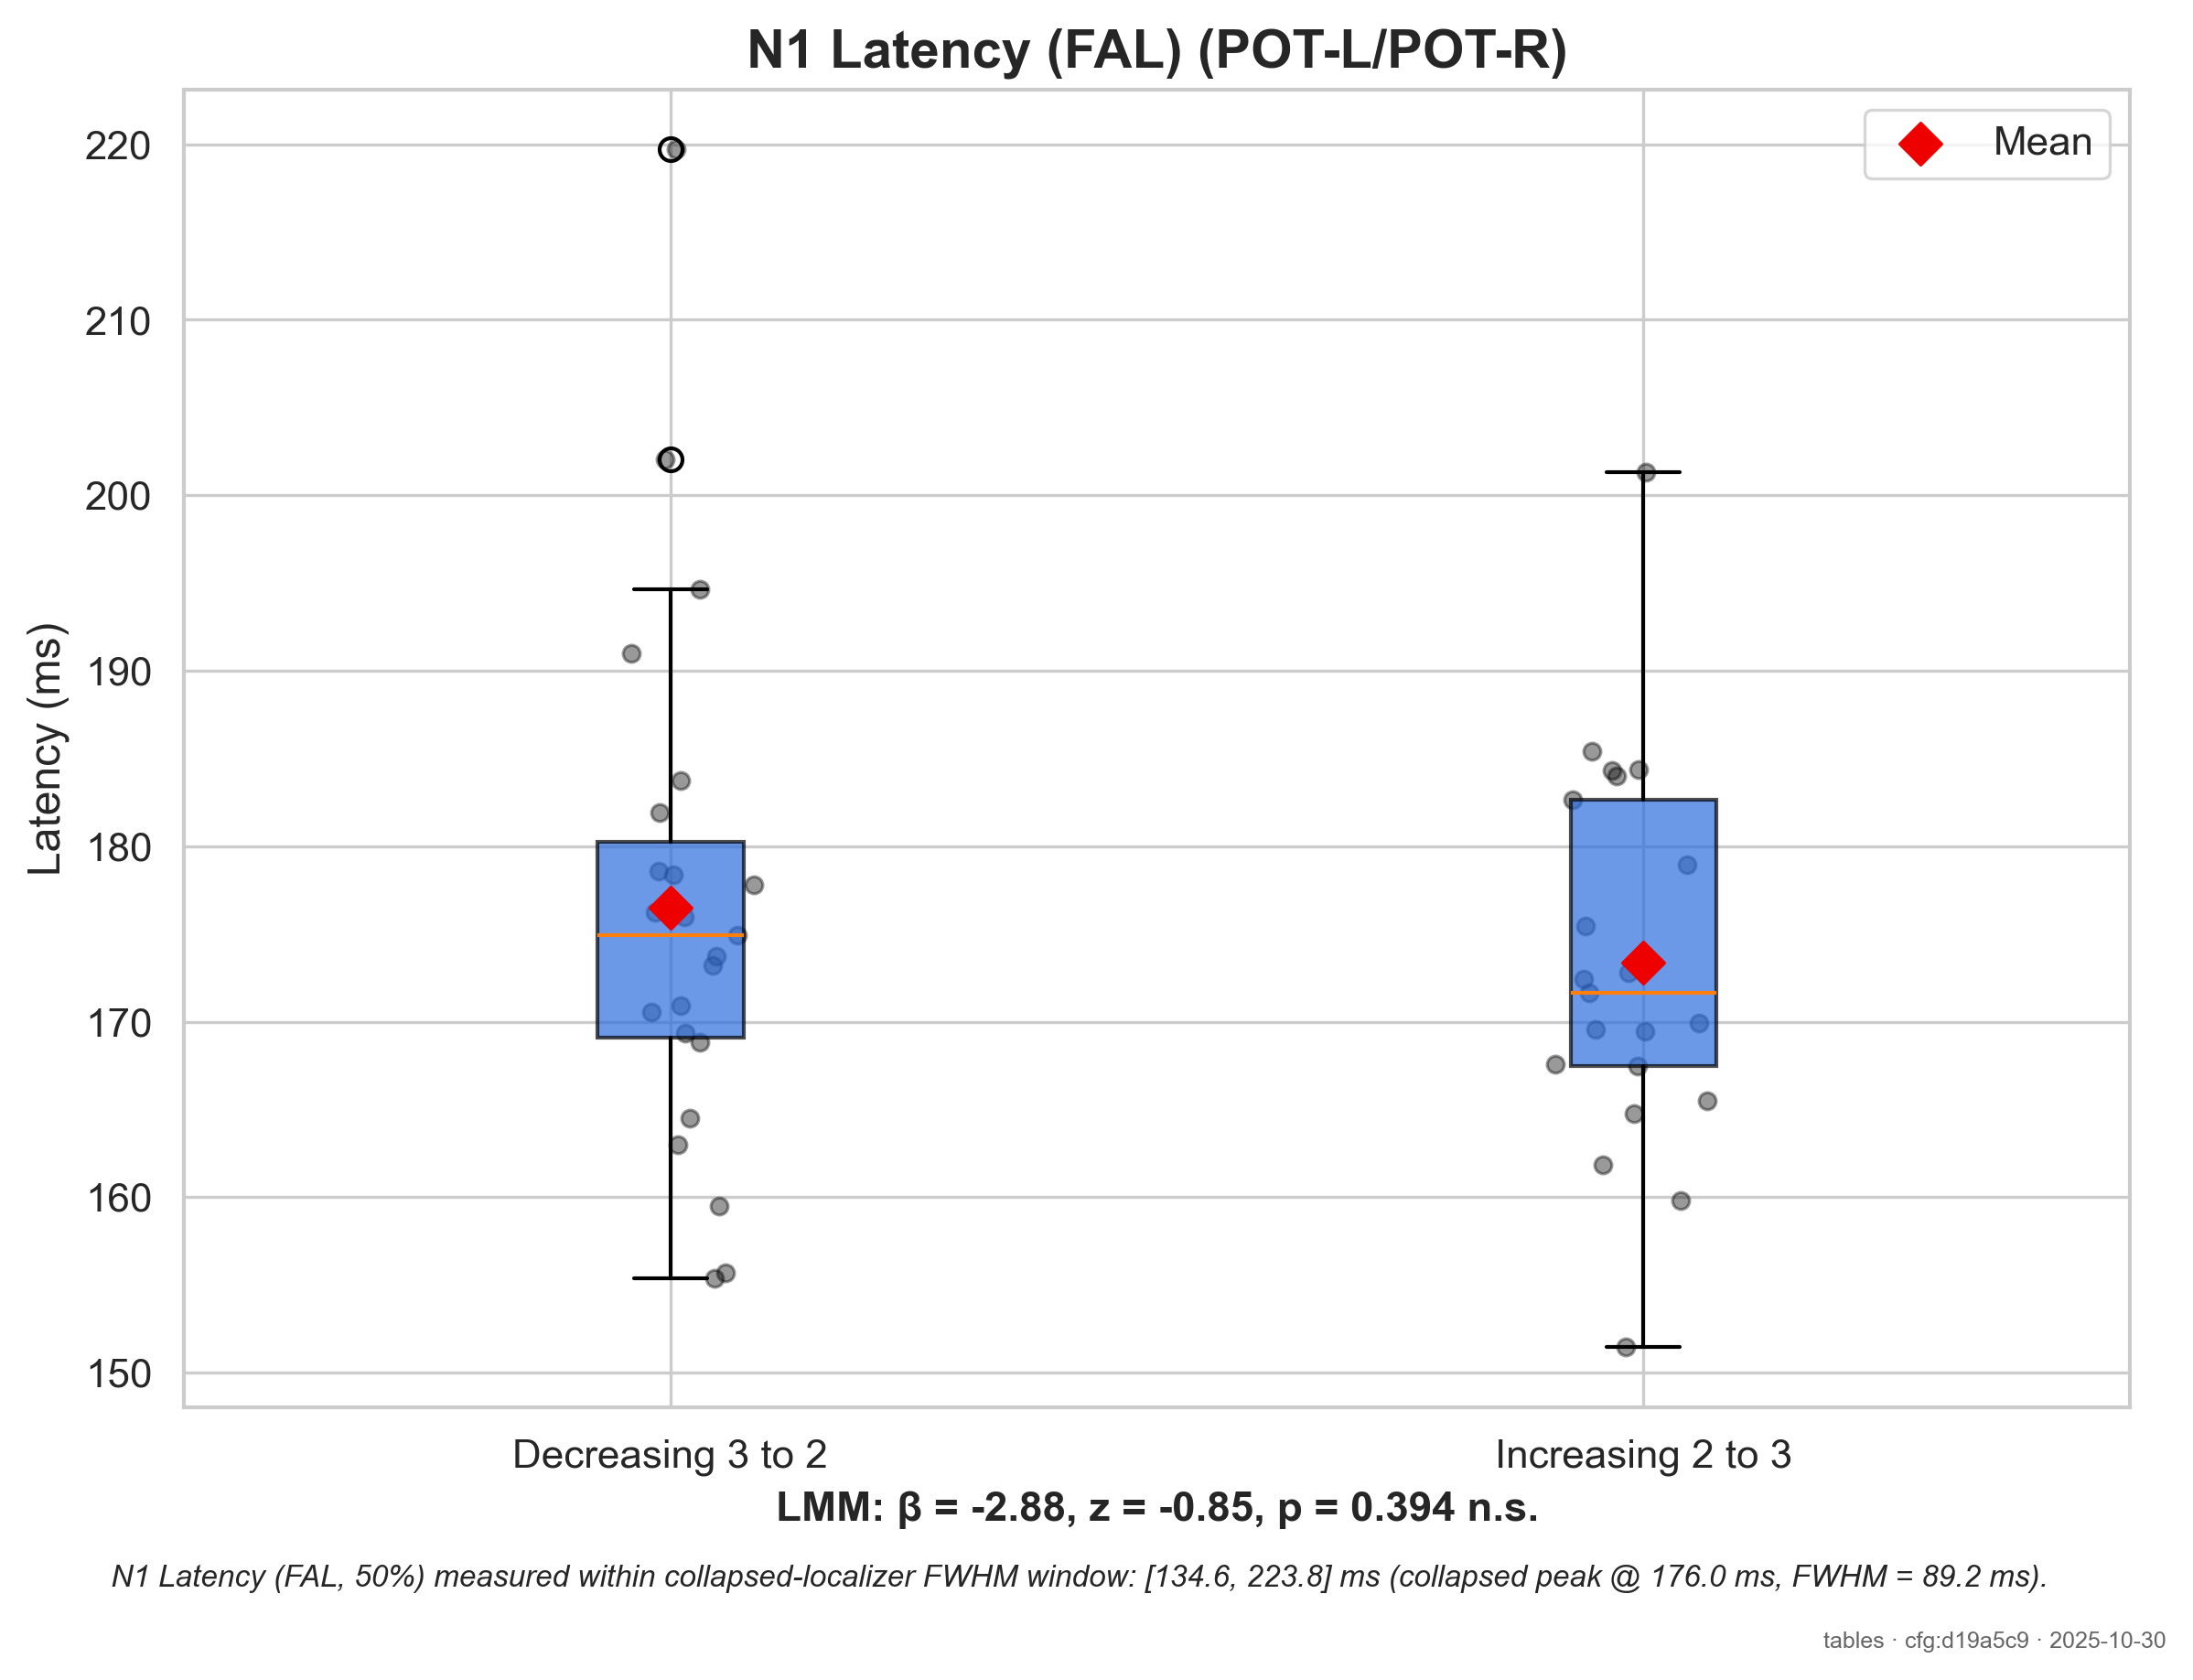 N1 Latency (FAL) (POT-L/POT-R)
Mean
Latency (ms)
220
210
200
190
180
170
160
150
Decreasing 3 to 2
Increasing 2 to 3
LMM: β = -2.88, z = -0.85, p = 0.394 n.s.
N1 Latency (FAL, 50%) measured within collapsed-localizer FWHM window: [134.6, 223.8] ms (collapsed peak @ 176.0 ms, FWHM = 89.2 ms).
tables · cfg:d19a5c9 · 2025-10-30